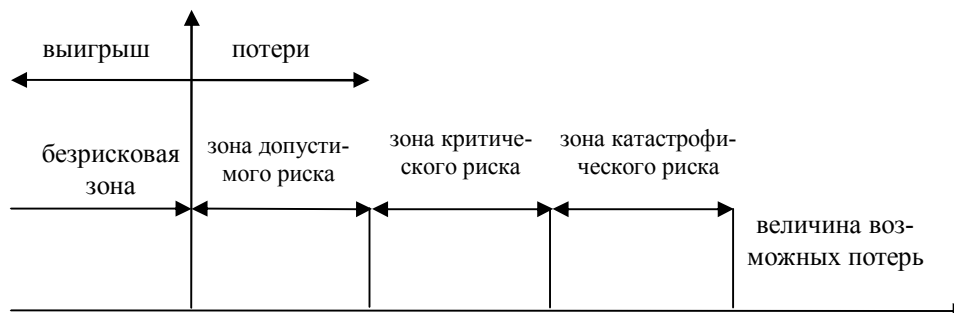 выигрыш
потери
безрисковая
зона
зона допусти-
мого риска
зона критиче-
ского риска
зона катастрофи-
ческого риска
величина воз-
можных потерь